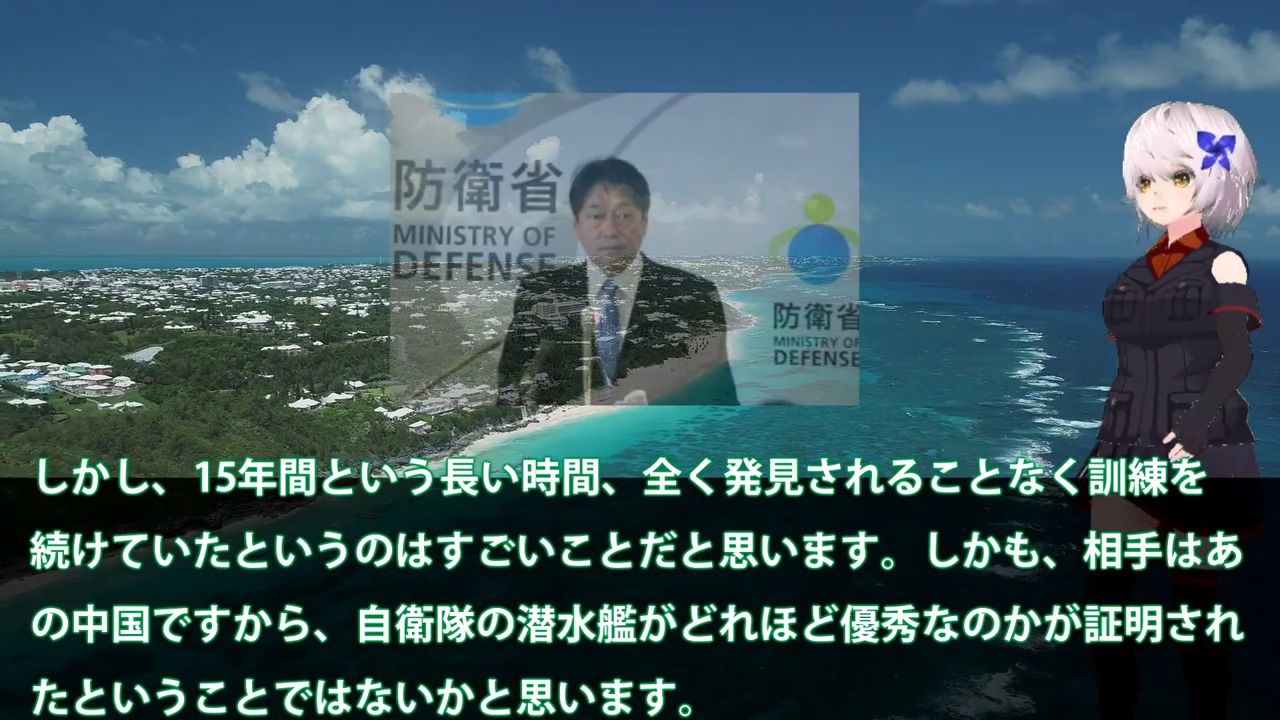 防衛省
MINISTRY OF
DEFENSE
防衛省
MINISTRY OF
DEFENSE
しかし、15年間という長い時間、全く発見されることなく訓練を
続けていたというのはすごいことだと思います。しかも、相手はあ
の中国ですから、自衛隊の潜水艦がどれほど優秀なのかが証明され
たということではないかと思います。